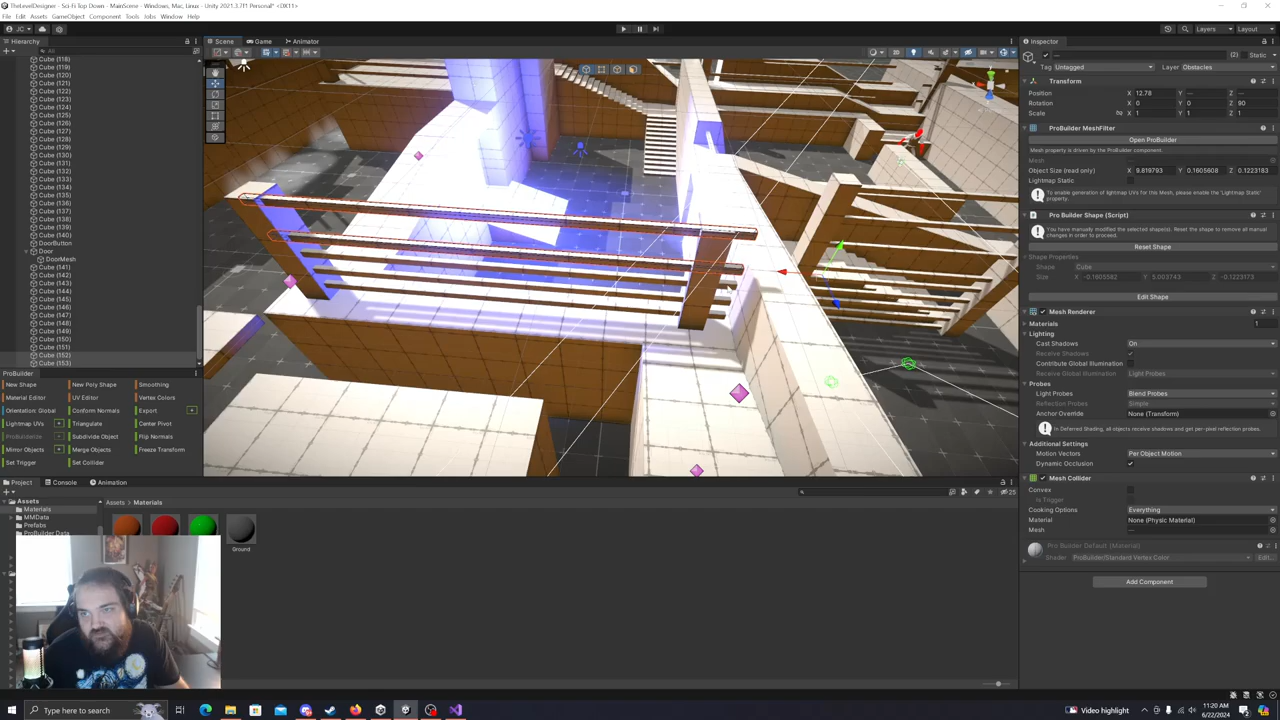 TheLevelDesigner - Sci-Fi Top Down - MainScene - Windows, Mac, Linux - Unity 2021.3.7f1 Personal* <DX11>
File Edit Assets GameObject Component Tools Jobs Window Help
JC
Layers
Layout
Hierarchy
All
Scene
Game
Animator
Cube (118)
Cube (119)
Cube (120)
Cube (121)
Cube (122)
Cube (123)
Cube (124)
Cube (125)
Cube (126)
Cube (127)
Cube (128)
Cube (129)
Cube (130)
Cube (131)
Cube (132)
Cube (133)
Cube (134)
Cube (135)
Cube (136)
Cube (137)
Cube (138)
Cube (139)
Cube (140)
DoorButton
Door
DoorMesh
Cube (141)
Cube (142)
Cube (143)
Cube (144)
Cube (145)
Cube (146)
Cube (147)
Cube (148)
Cube (149)
Cube (150)
Cube (151)
Cube (152)
Cube (153)
ProBuilder
New Shape
New Poly Shape
Smoothing
Material Editor
UV Editor
Vertex Colors
Orientation: Global
Conform Normals
Export
Lightmap UVs
Triangulate
Center Pivot
ProBuilderize
Subdivide Object
Flip Normals
Mirror Objects
Merge Objects
Freeze Transform
Set Trigger
Set Collider
Project
Console
Animation
Assets
Materials
MMData
Prefabs
ProBuilder Data
Assets > Materials
Ground
25
Inspector
Static
Tag Untagged
Layer Obstacles
Transform
Position X 12.78 Y — Z —
Rotation X 0 Y 0 Z 90
Scale X 1 Y 1 Z 1
ProBuilder MeshFilter
Open ProBuilder
Mesh property is driven by the ProBuilder component.
Mesh
Object Size (read only) X 9.819793 Y 0.1605608 Z 0.1223183
Lightmap Static
To enable generation of lightmap UVs for this Mesh, please enable the 'Lightmap Static' property.
Pro Builder Shape (Script)
You have manually modified the selected shape(s). Reset the shape to remove all manual changes in order to proceed.
Reset Shape
Shape Properties
Shape Cube
Size X -0.1605582 Y 5.003743 Z -0.1223173
Edit Shape
Mesh Renderer
Materials 1
Lighting
Cast Shadows On
Receive Shadows
Contribute Global Illumination
Receive Global Illumination Light Probes
Probes
Light Probes Blend Probes
Reflection Probes Simple
Anchor Override None (Transform)
In Deferred Shading, all objects receive shadows and get per-pixel reflection probes.
Additional Settings
Motion Vectors Per Object Motion
Dynamic Occlusion
Mesh Collider
Convex
Is Trigger
Cooking Options Everything
Material None (Physic Material)
Mesh —
Pro Builder Default (Material)
Shader ProBuilder/Standard Vertex Color
Edit...
Add Component
Type here to search
Video highlight
11:20 AM
6/22/2024